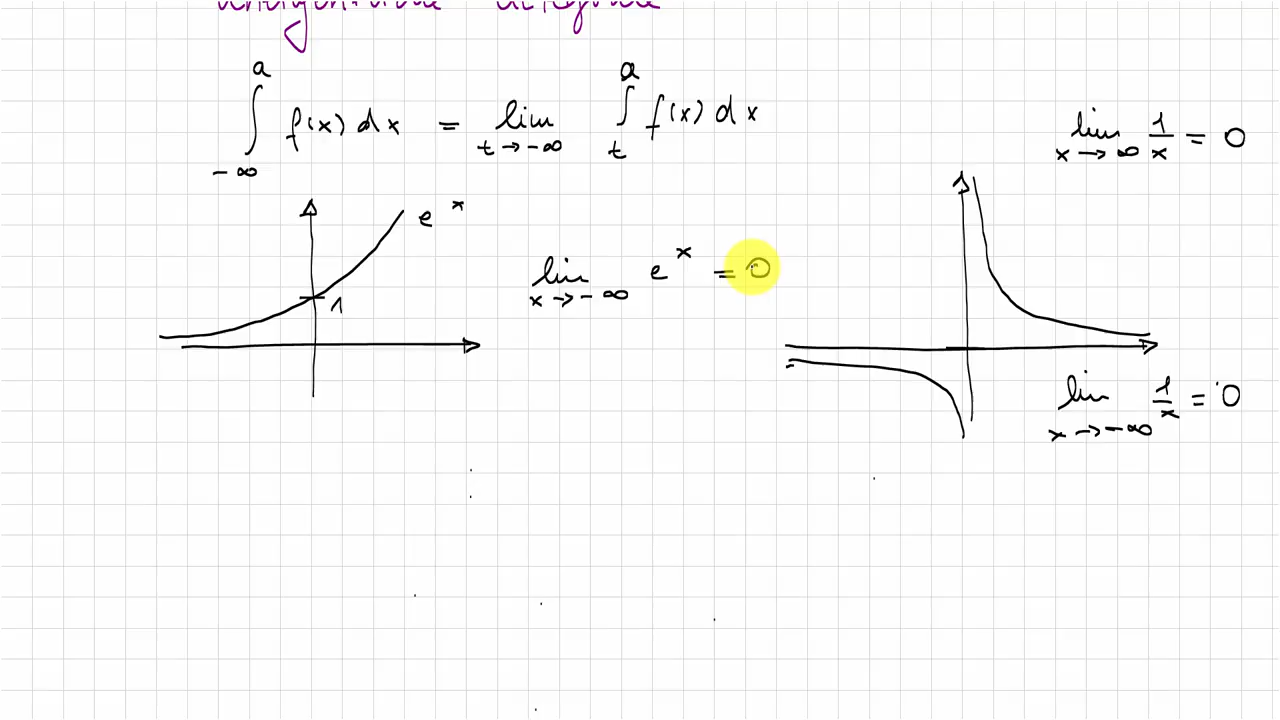 ∫_{-∞}^{a} f(x) dx = lim_{t→-∞} ∫_{t}^{a} f(x) dx
lim_{x→∞} 1/x = 0
e^x
1
lim_{x→-∞} e^x = 0
lim_{x→-∞} 1/x = 0